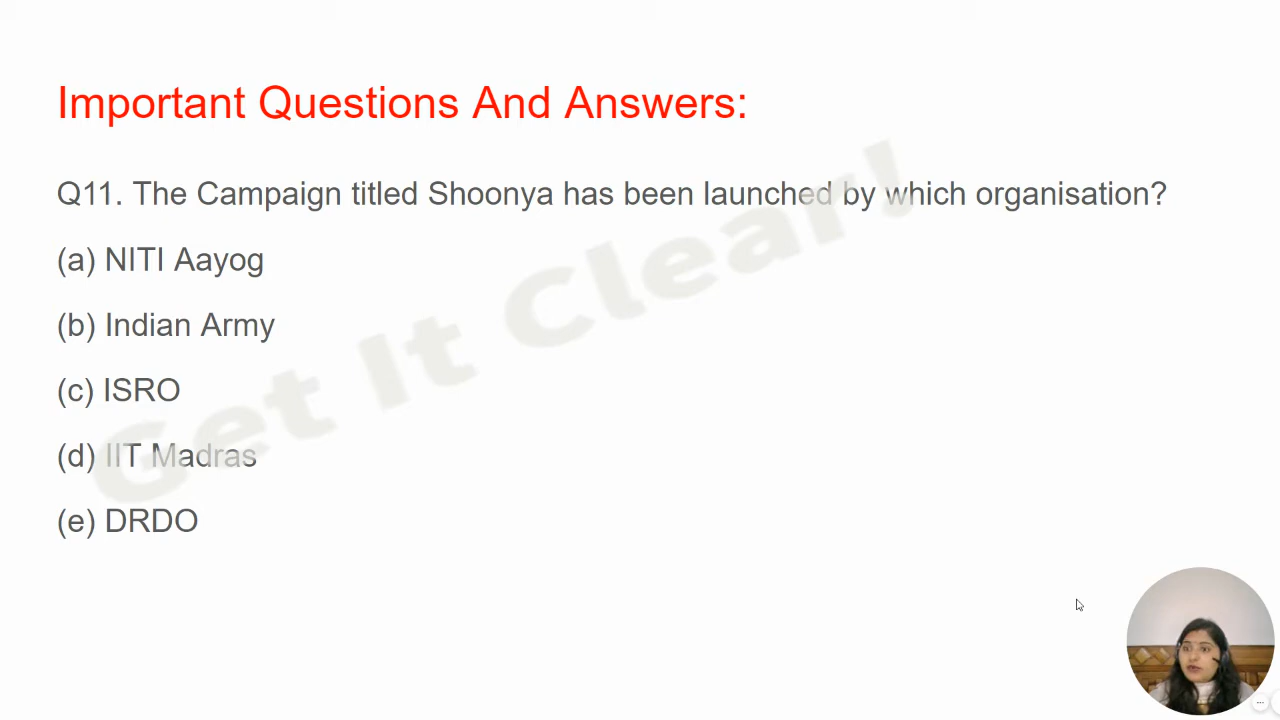 Important Questions And Answers:
Q11. The Campaign titled Shoonya has been launched by which organisation?
(a) NITI Aayog
(b) Indian Army
(c) ISRO
(d) IIT Madras
(e) DRDO
Get It Clear!